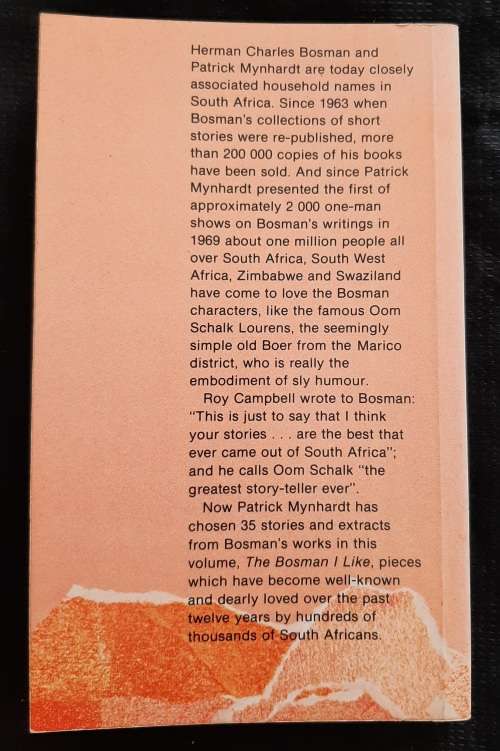 Herman Charles Bosman and
Patrick Mynhardt are today closely
associated household names in
South Africa. Since 1963 when
Bosman's collections of short
stories were re-published, more
than 200 000 copies of his books
have been sold. And since Patrick
Mynhardt presented the first of
approximately 2 000 one-man
shows on Bosman's writings in
1969 about one million people all
over South Africa, South West
Africa, Zimbabwe and Swaziland
have come to love the Bosman
characters, like the famous Oom
Schalk Lourens, the seemingly
simple old Boer from the Marico
district, who is really the
embodiment of sly humour.
Roy Campbell wrote to Bosman:
"This is just to say that I think
your stories . . . are the best that
ever came out of South Africa";
and he calls Oom Schalk "the
greatest story-teller ever".
Now Patrick Mynhardt has
chosen 35 stories and extracts
from Bosman's works in this
volume, The Bosman I Like, pieces
which have become well-known
and dearly loved over the past
twelve years by hundreds of
thousands of South Africans.